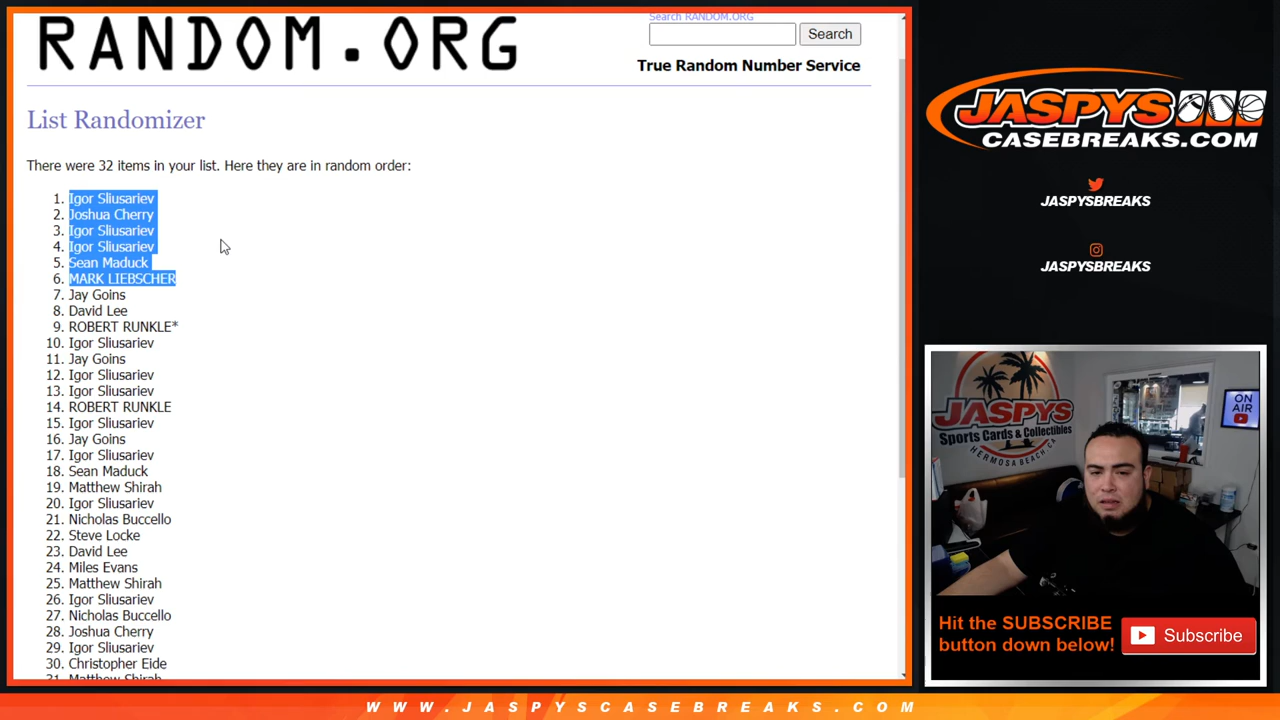 RANDOM.ORG
Search RANDOM.ORG
Search
True Random Number Service
List Randomizer
There were 32 items in your list. Here they are in random order:
1. Igor Sliusariev
2. Joshua Cherry
3. Igor Sliusariev
4. Igor Sliusariev
5. Sean Maduck
6. MARK LIEBSCHER
7. Jay Goins
8. David Lee
9. ROBERT RUNKLE*
10. Igor Sliusariev
11. Jay Goins
12. Igor Sliusariev
13. Igor Sliusariev
14. ROBERT RUNKLE
15. Igor Sliusariev
16. Jay Goins
17. Igor Sliusariev
18. Sean Maduck
19. Matthew Shirah
20. Igor Sliusariev
21. Nicholas Buccello
22. Steve Locke
23. David Lee
24. Miles Evans
25. Matthew Shirah
26. Igor Sliusariev
27. Nicholas Buccello
28. Joshua Cherry
29. Igor Sliusariev
30. Christopher Eide
31. Matthew Shirah
JASPYS
CASEBREAKS.COM
JASPYSBREAKS
JASPYSBREAKS
JASPYS
Sports Cards & Collectibles
HERMOSA BEACH, CA
ON
AIR
Hit the SUBSCRIBE
button down below!
Subscribe
WWW.JASPYSCASEBREAKS.COM